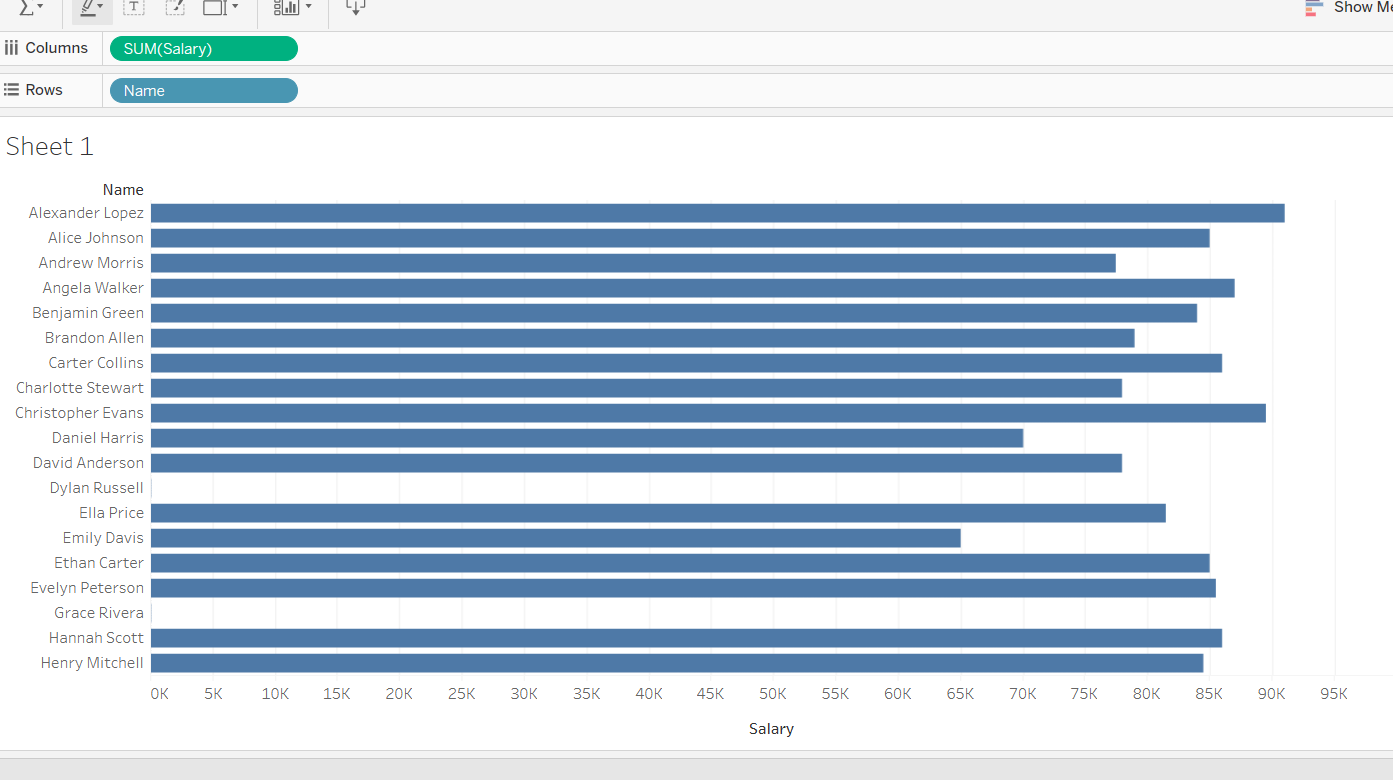 Show Me
Columns SUM(Salary)
Rows Name
Sheet 1
Name
Alexander Lopez
Alice Johnson
Andrew Morris
Angela Walker
Benjamin Green
Brandon Allen
Carter Collins
Charlotte Stewart
Christopher Evans
Daniel Harris
David Anderson
Dylan Russell
Ella Price
Emily Davis
Ethan Carter
Evelyn Peterson
Grace Rivera
Hannah Scott
Henry Mitchell
0K 5K 10K 15K 20K 25K 30K 35K 40K 45K 50K 55K 60K 65K 70K 75K 80K 85K 90K 95K
Salary